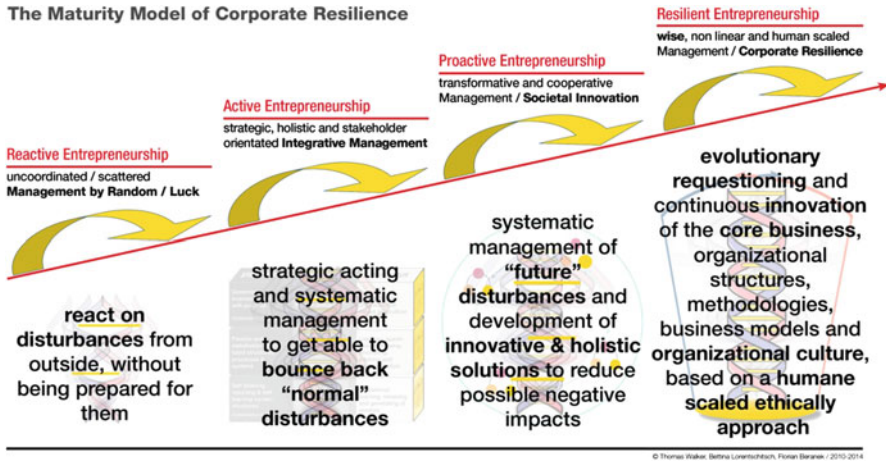 The Maturity Model of Corporate Resilience
Resilient Entrepreneurship
wise, non linear and human scaled
Management / Corporate Resilience
Proactive Entrepreneurship
transformative and cooperative
Management / Societal Innovation
Active Entrepreneurship
strategic, holistic and stakeholder
orientated Integrative Management
Reactive Entrepreneurship
uncoordinated / scattered
Management by Random / Luck
react on
disturbances from
outside, without
being prepared for
them
strategic acting
and systematic
management
to get able to
bounce back
“normal”
disturbances
systematic
management of
“future”
disturbances and
development of
innovative & holistic
solutions to reduce
possible negative
impacts
evolutionary
requestioning and
continuous innovation
of the core business,
organizational
structures,
methodologies,
business models and
organizational culture,
based on a humane
scaled ethically
approach
© Thomas Walker, Bettina Lorentschitsch, Florian Beranek / 2010-2014